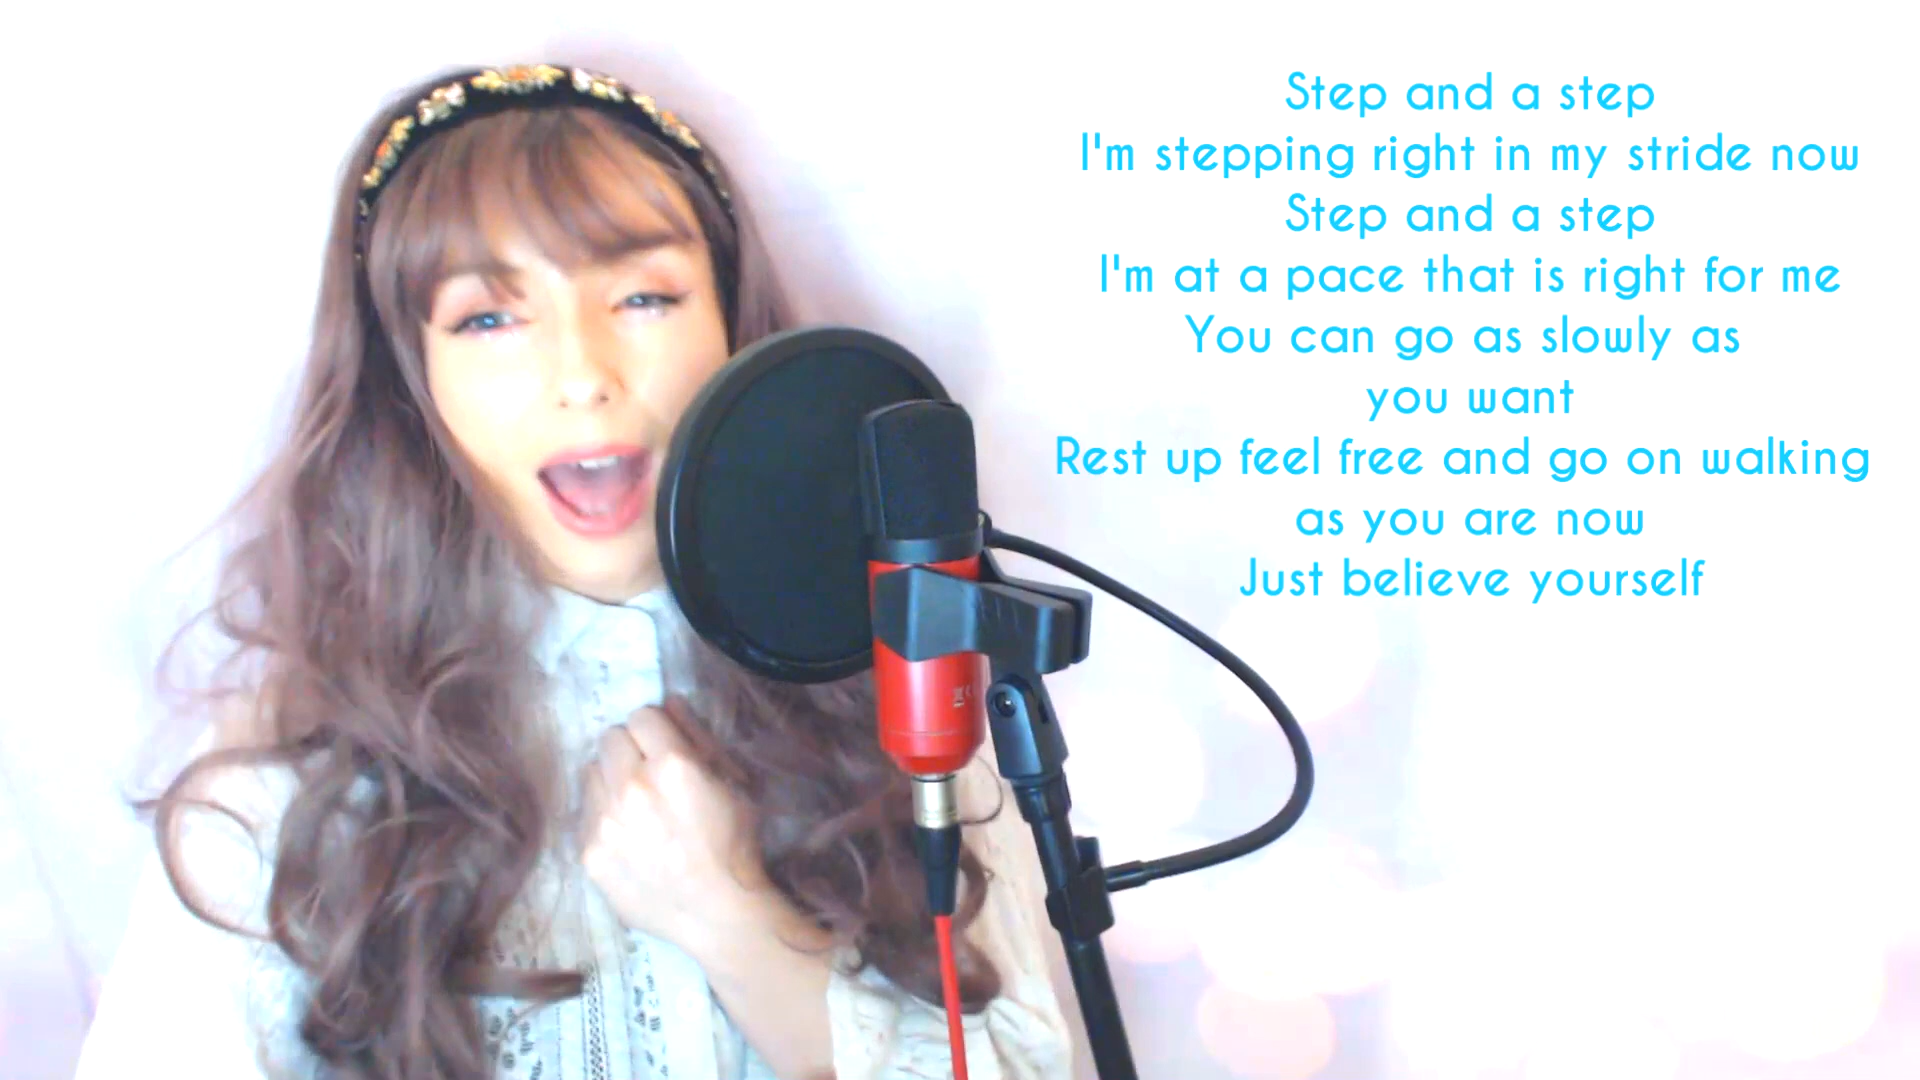 Step and a step
I'm stepping right in my stride now
Step and a step
I'm at a pace that is right for me
You can go as slowly as
you want
Rest up feel free and go on walking
as you are now
Just believe yourself